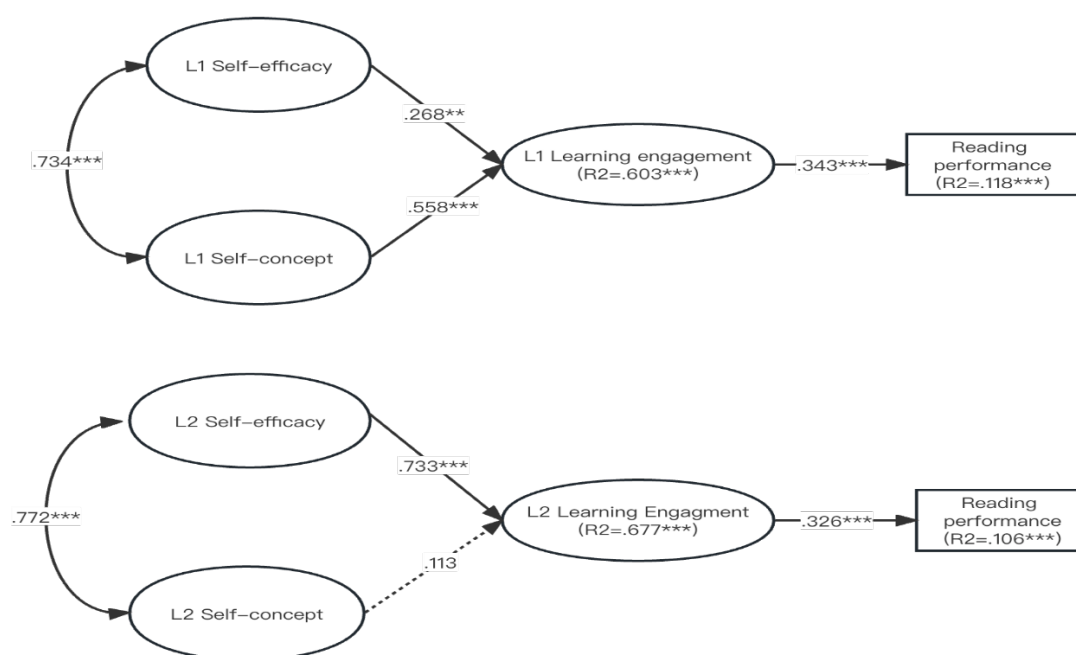 L1 Self-efficacy
.268**
.734***
L1 Learning engagement
(R2=.603***)
.343***
Reading
performance
(R2=.118***)
.558***
L1 Self-concept
L2 Self-efficacy
.733***
.772***
L2 Learning Engagment
(R2=.677***)
.326***
Reading
performance
(R2=.106***)
.113
L2 Self-concept